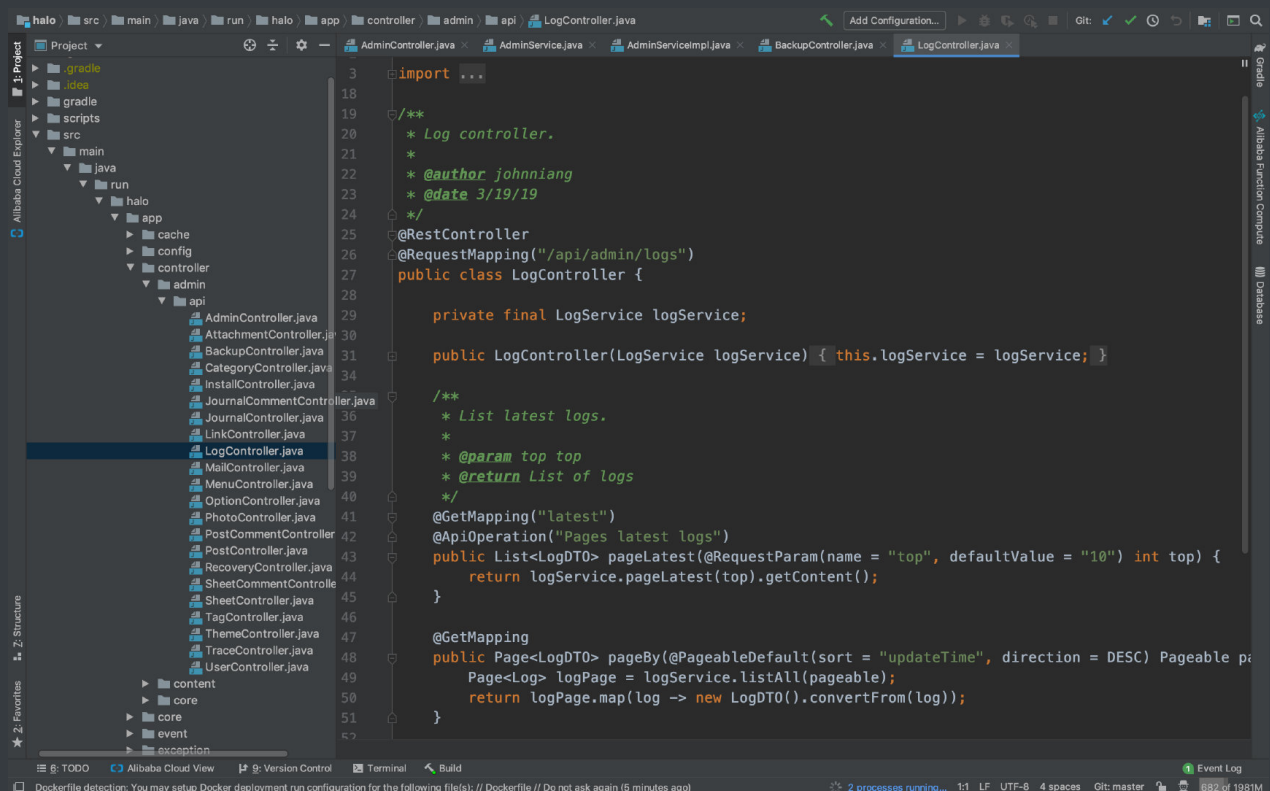 halo src main java run halo app controller admin api LogController.java Add Configuration... Git:
Project
AdminController.java AdminService.java AdminServiceImpl.java BackupController.java LogController.java
1: Project
Alibaba Cloud Explorer
Z: Structure
2: Favorites
.gradle
.idea
gradle
scripts
src
main
java
run
halo
app
cache
config
controller
admin
api
AdminController.java
AttachmentController.ja
BackupController.java
CategoryController.java
InstallController.java
JournalCommentController.java
JournalController.java
LinkController.java
LogController.java
MailController.java
MenuController.java
OptionController.java
PhotoController.java
PostCommentController
PostController.java
RecoveryController.java
SheetCommentControlle
SheetController.java
TagController.java
ThemeController.java
TraceController.java
UserController.java
content
core
core
event
exception
3 import ...
18
19 /**
20 * Log controller.
21 *
22 * @author johnniang
23 * @date 3/19/19
24 */
25 @RestController
26 @RequestMapping("/api/admin/logs")
27 public class LogController {
28
29 private final LogService logService;
30
31 public LogController(LogService logService) { this.logService = logService; }
34
/**
36 * List latest logs.
37 *
38 * @param top top
39 * @return List of logs
40 */
41 @GetMapping("latest")
42 @ApiOperation("Pages latest logs")
43 public List<LogDTO> pageLatest(@RequestParam(name = "top", defaultValue = "10") int top) {
44 return logService.pageLatest(top).getContent();
45 }
46
47 @GetMapping
48 public Page<LogDTO> pageBy(@PageableDefault(sort = "updateTime", direction = DESC) Pageable pa
49 Page<Log> logPage = logService.listAll(pageable);
50 return logPage.map(log -> new LogDTO().convertFrom(log));
51 }
52
Gradle
Alibaba Function Compute
Database
6: TODO Alibaba Cloud View 9: Version Control Terminal Build 1 Event Log
Dockerfile detection: You may setup Docker deployment run configuration for the following file(s): // Dockerfile // Do not ask again (5 minutes ago) 2 processes running... 1:1 LF UTF-8 4 spaces Git: master 682 of 1981M